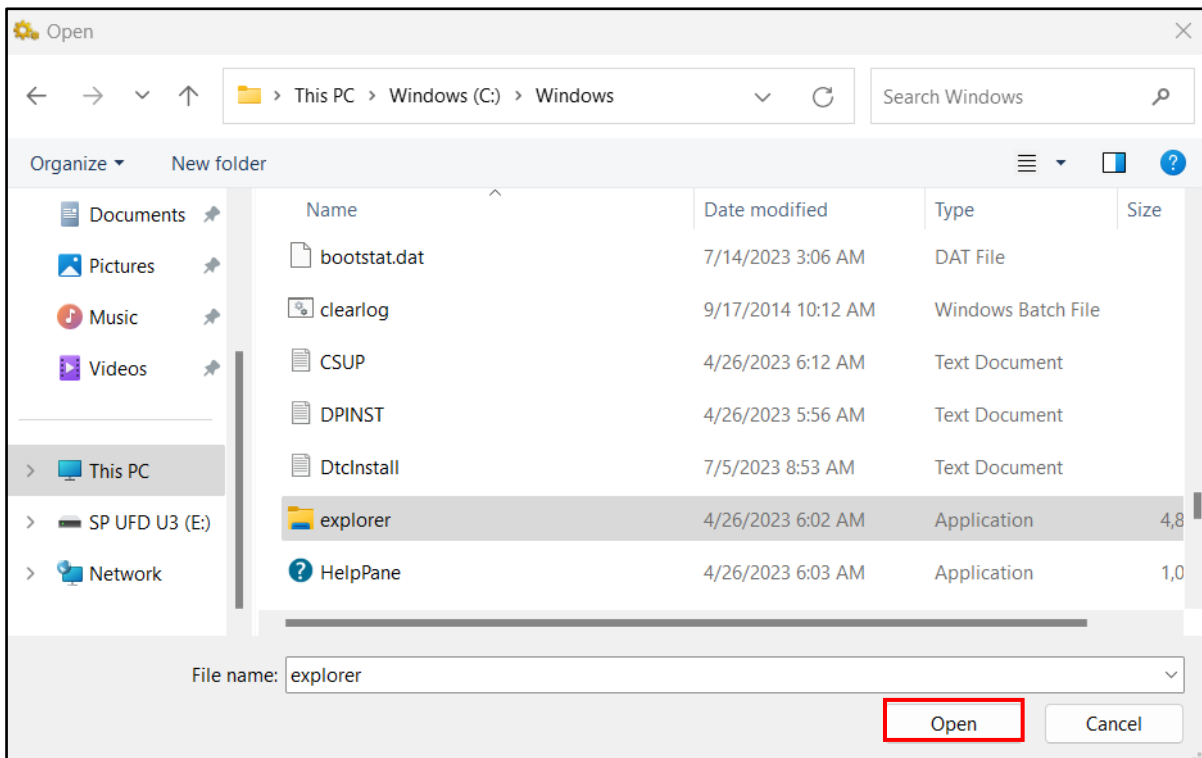 Open
This PC > Windows (C:) > Windows
Search Windows
Organize
New folder
?
Name
Date modified
Type
Size
Documents
Pictures
Music
Videos
This PC
SP UFD U3 (E:)
Network
bootstat.dat 7/14/2023 3:06 AM DAT File
clearlog 9/17/2014 10:12 AM Windows Batch File
CSUP 4/26/2023 6:12 AM Text Document
DPINST 4/26/2023 5:56 AM Text Document
DtcInstall 7/5/2023 8:53 AM Text Document
explorer 4/26/2023 6:02 AM Application 4,8
HelpPane 4/26/2023 6:03 AM Application 1,0
File name: explorer
Open
Cancel